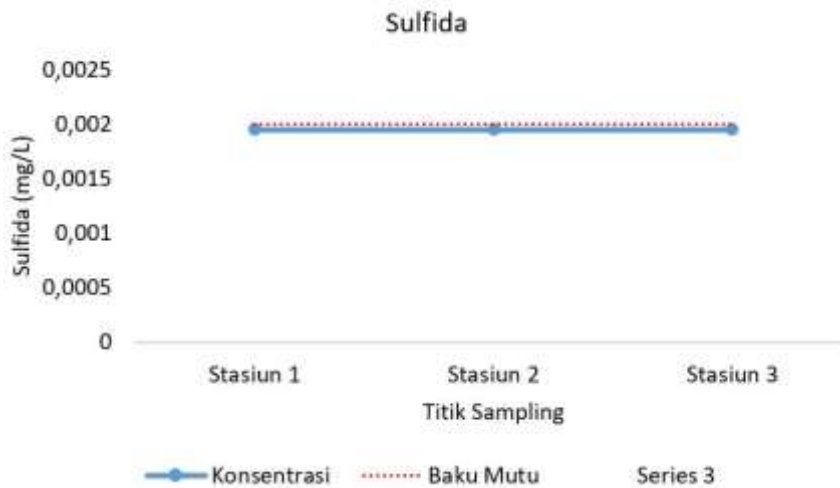 Sulfida
0,0025
0,002
0,0015
0,001
0,0005
0
Sulfida (mg/L)
Stasiun 1 Stasiun 2 Stasiun 3
Titik Sampling
Konsentrasi Baku Mutu Series 3